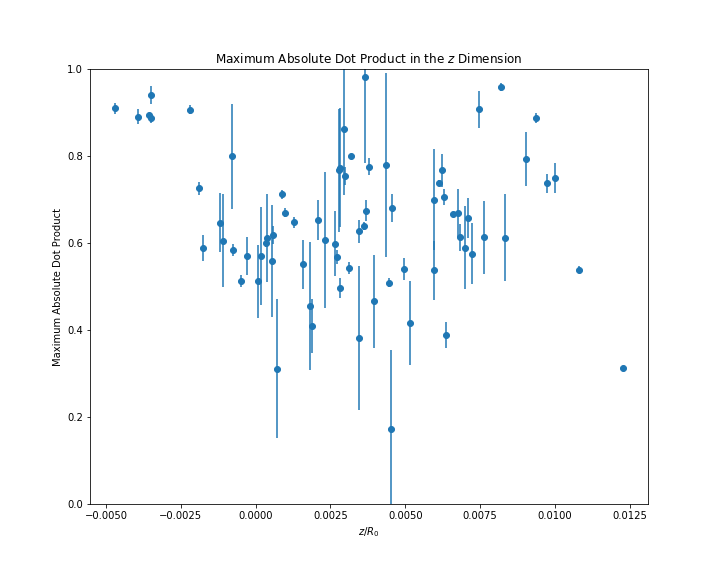 Maximum Absolute Dot Product in the z Dimension
Maximum Absolute Dot Product
1.0
0.8
0.6
0.4
0.2
0.0
−0.0050 −0.0025 0.0000 0.0025 0.0050 0.0075 0.0100 0.0125
z/R₀